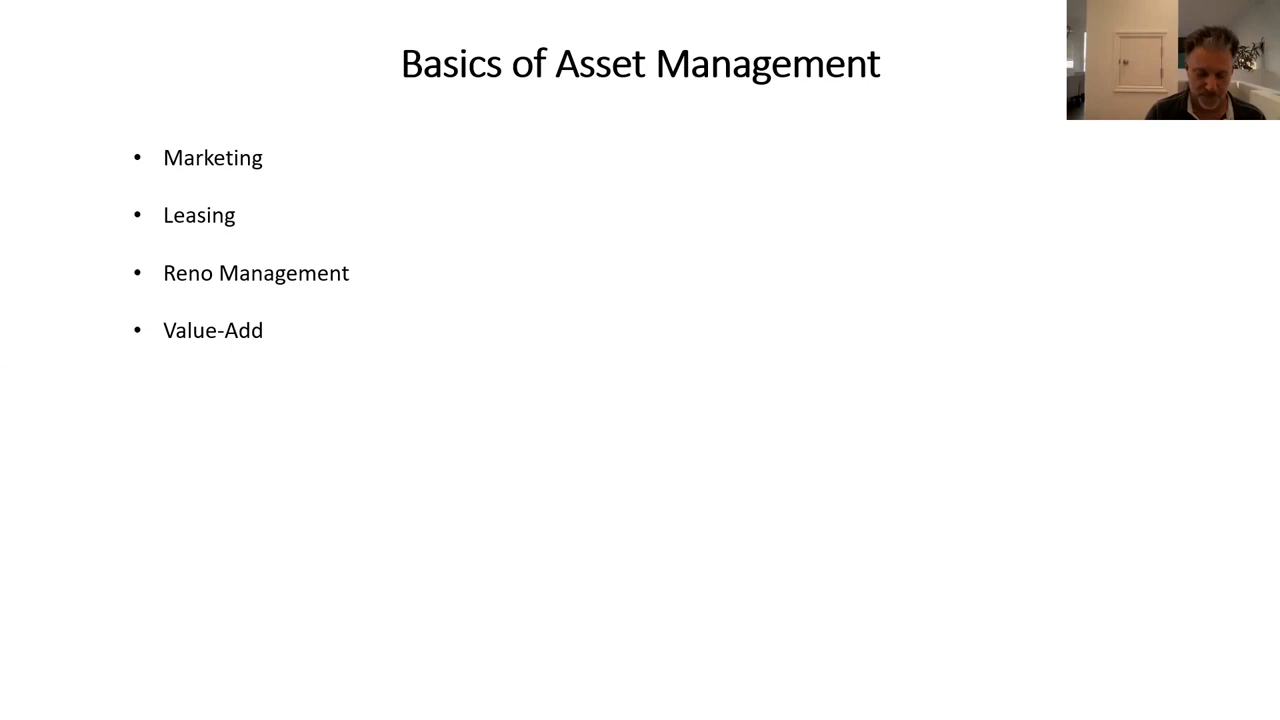 Basics of Asset Management
• Marketing
• Leasing
• Reno Management
• Value-Add